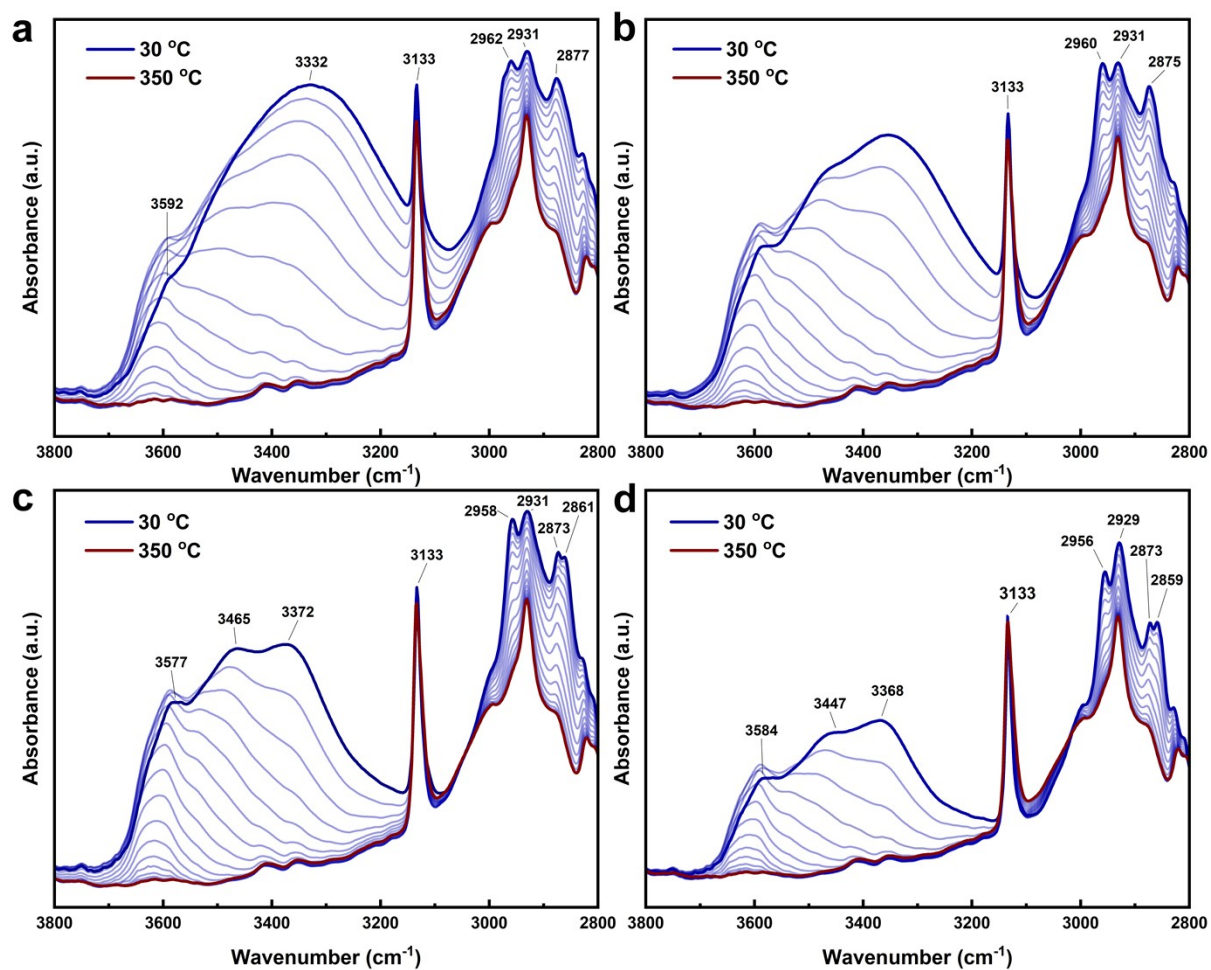 a
30 °C
350 °C
3592
3332
3133
2962
2931
2877
Absorbance (a.u.)
3800 3600 3400 3200 3000 2800
Wavenumber (cm-1)
b
30 °C
350 °C
3133
2960
2931
2875
Absorbance (a.u.)
3800 3600 3400 3200 3000 2800
Wavenumber (cm-1)
c
30 °C
350 °C
3577
3465
3372
3133
2958
2931
2873
2861
Absorbance (a.u.)
3800 3600 3400 3200 3000 2800
Wavenumber (cm-1)
d
30 °C
350 °C
3584
3447
3368
3133
2956
2929
2873
2859
Absorbance (a.u.)
3800 3600 3400 3200 3000 2800
Wavenumber (cm-1)